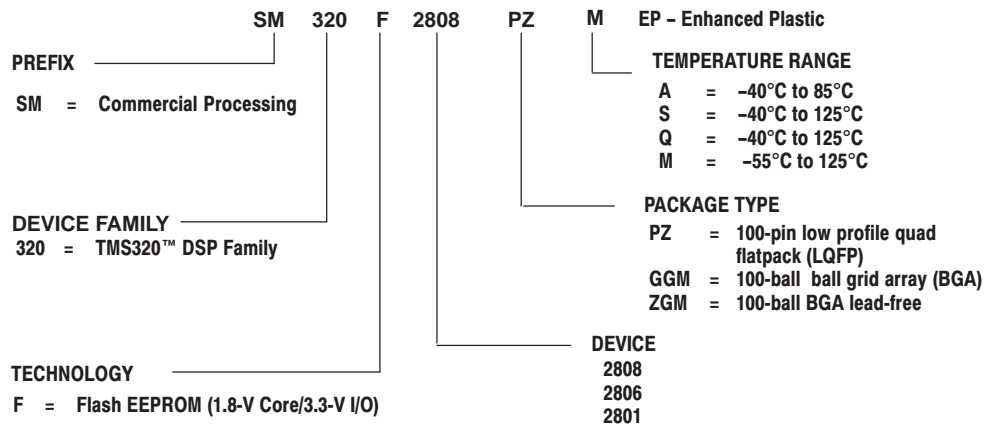 SM 320 F 2808 PZ M EP – Enhanced Plastic
PREFIX
SM = Commercial Processing
TEMPERATURE RANGE
A = −40°C to 85°C
S = −40°C to 125°C
Q = −40°C to 125°C
M = −55°C to 125°C
DEVICE FAMILY
320 = TMS320™ DSP Family
PACKAGE TYPE
PZ = 100-pin low profile quad
flatpack (LQFP)
GGM = 100-ball ball grid array (BGA)
ZGM = 100-ball BGA lead-free
TECHNOLOGY
F = Flash EEPROM (1.8-V Core/3.3-V I/O)
DEVICE
2808
2806
2801